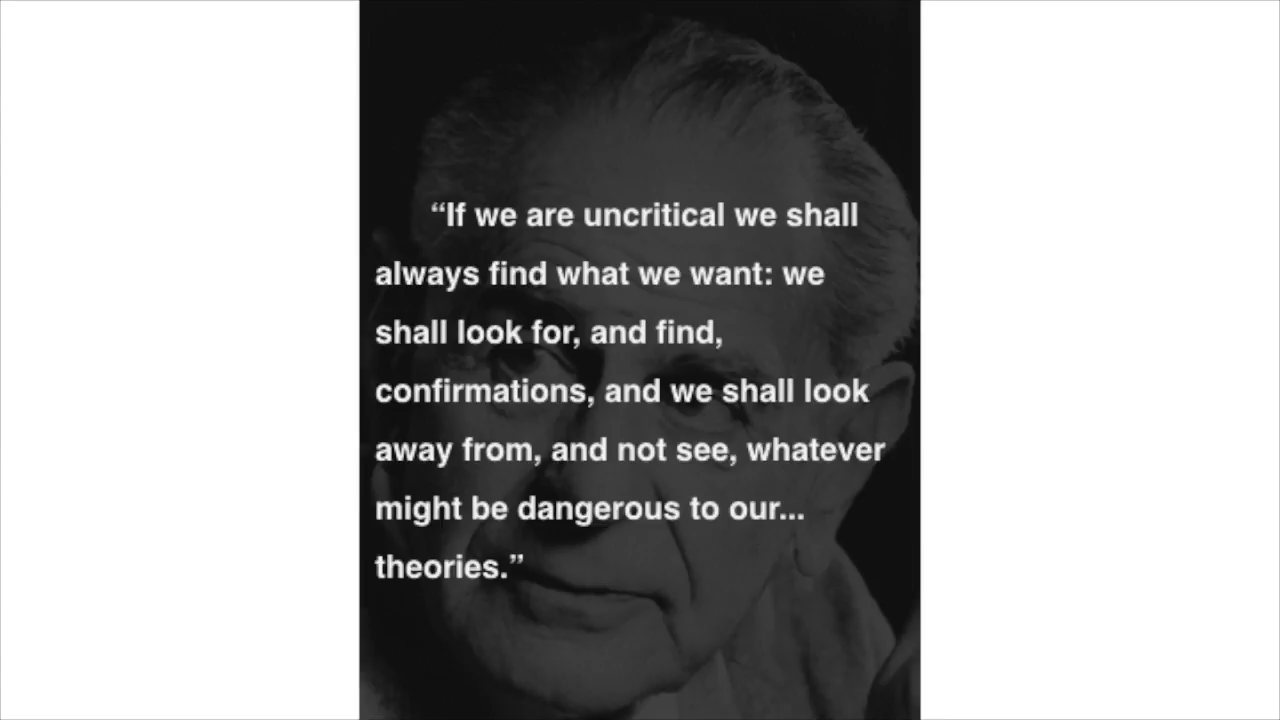 “If we are uncritical we shall
always find what we want: we
shall look for, and find,
confirmations, and we shall look
away from, and not see, whatever
might be dangerous to our...
theories.”